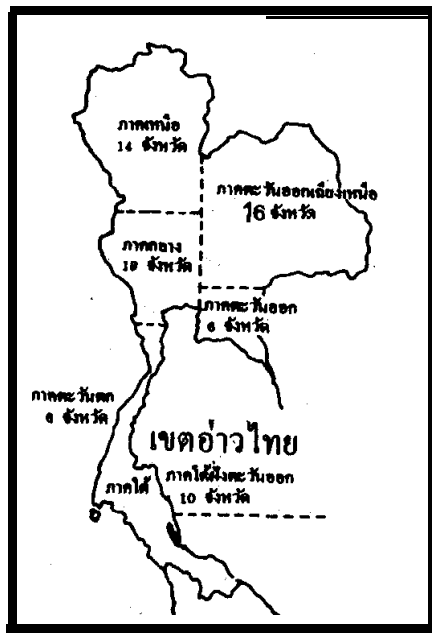 ภาคเหนือ
14 จังหวัด
ภาคตะวันออกเฉียงเหนือ
16 จังหวัด
ภาคกลาง
จังหวัด
ภาคตะวันออก
6 จังหวัด
ภาคตะวันตก
6 จังหวัด
เขตอ่าวไทย
ภาคใต้ฝั่งตะวันออก
10 จังหวัด
ภาคใต้